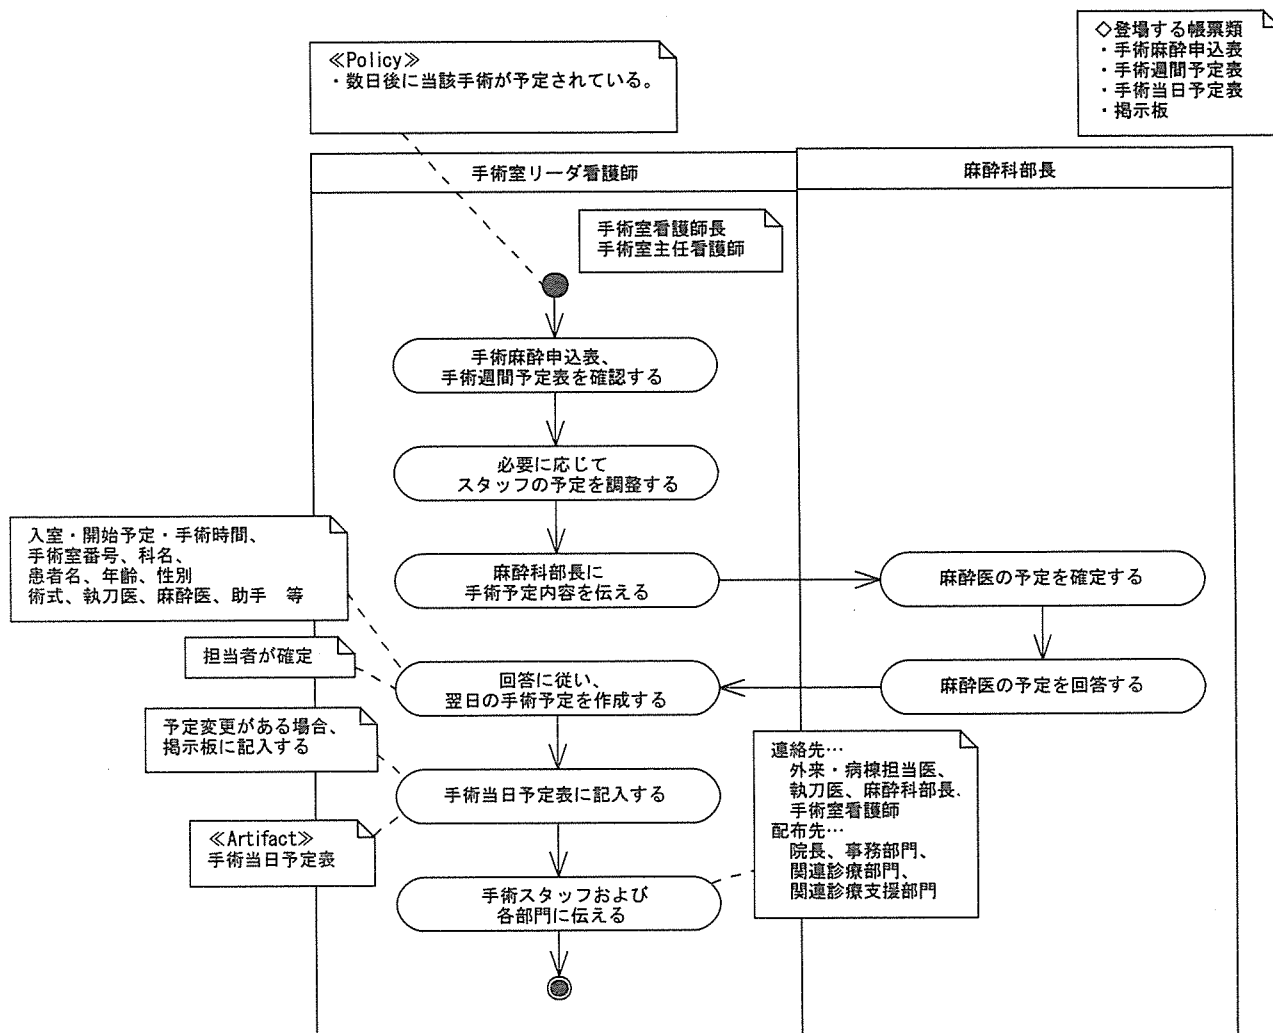 ≪Policy≫
・数日後に当該手術が予定されている。
◇登場する帳票類
・手術麻酔申込表
・手術週間予定表
・手術当日予定表
・掲示板
手術室リーダ看護師
麻酔科部長
手術室看護師長
手術室主任看護師
手術麻酔申込表、
手術週間予定表を確認する
必要に応じて
スタッフの予定を調整する
入室・開始予定・手術時間、
手術室番号、科名、
患者名、年齢、性別
術式、執刀医、麻酔医、助手　等
麻酔科部長に
手術予定内容を伝える
麻酔医の予定を確定する
担当者が確定
回答に従い、
翌日の手術予定を作成する
麻酔医の予定を回答する
予定変更がある場合、
掲示板に記入する
手術当日予定表に記入する
連絡先…
外来・病棟担当医、
執刀医、麻酔科部長、
手術室看護師
配布先…
院長、事務部門、
関連診療部門、
関連診療支援部門
≪Artifact≫
手術当日予定表
手術スタッフおよび
各部門に伝える